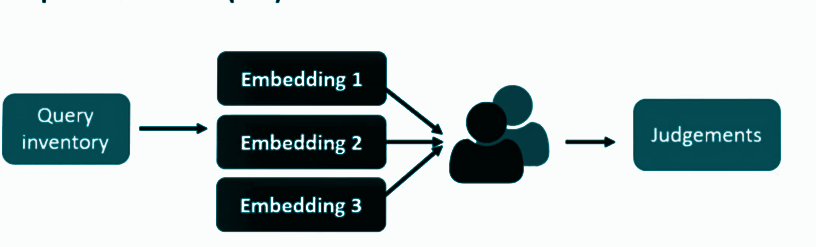 Query
inventory
Embedding 1
Embedding 2
Embedding 3
Judgements